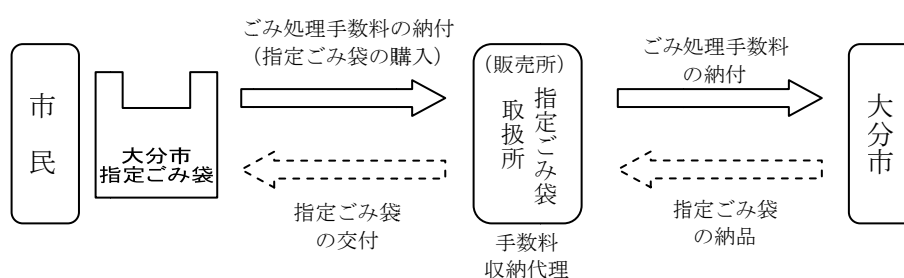 市民
大分市
指定ごみ袋
ごみ処理手数料の納付
（指定ごみ袋の購入）
指定ごみ袋
の交付
（販売所）
指定ごみ袋
取扱所
手数料
収納代理
ごみ処理手数料
の納付
指定ごみ袋
の納品
大分市